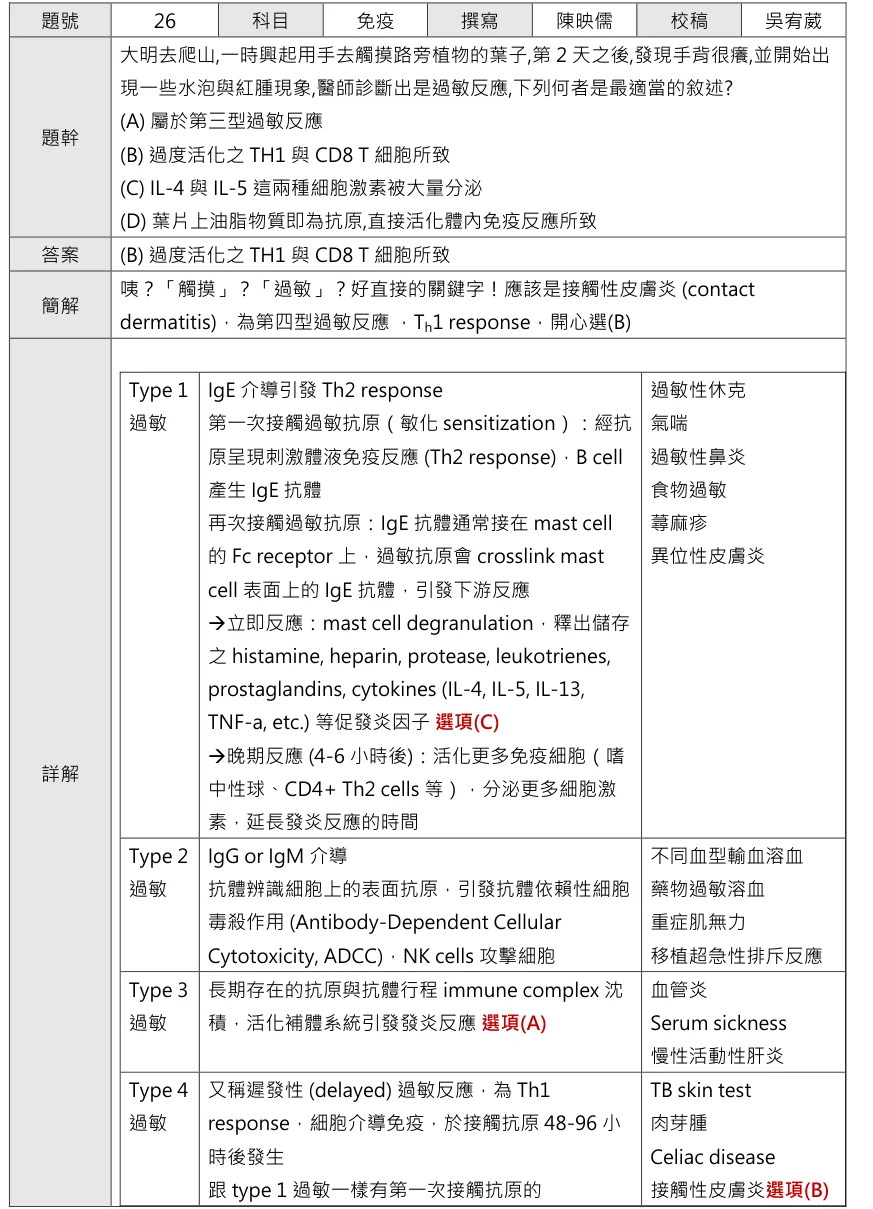 題號 26 科目 免疫 撰寫 陳映儒 校稿 吳宥葳
題幹
大明去爬山,一時興起用手去觸摸路旁植物的葉子,第 2 天之後,發現手背很癢,並開始出
現一些水泡與紅腫現象,醫師診斷出是過敏反應,下列何者是最適當的敘述?
(A) 屬於第三型過敏反應
(B) 過度活化之 TH1 與 CD8 T 細胞所致
(C) IL-4 與 IL-5 這兩種細胞激素被大量分泌
(D) 葉片上油脂物質即為抗原,直接活化體內免疫反應所致
答案 (B) 過度活化之 TH1 與 CD8 T 細胞所致
簡解
咦？「觸摸」？「過敏」？好直接的關鍵字！應該是接觸性皮膚炎 (contact
dermatitis)，為第四型過敏反應 ，Th1 response，開心選(B)
詳解
Type 1
過敏
IgE 介導引發 Th2 response
第一次接觸過敏抗原（敏化 sensitization）：經抗
原呈現刺激體液免疫反應 (Th2 response)，B cell
產生 IgE 抗體
再次接觸過敏抗原：IgE 抗體通常接在 mast cell
的 Fc receptor 上，過敏抗原會 crosslink mast
cell 表面上的 IgE 抗體，引發下游反應
→立即反應：mast cell degranulation，釋出儲存
之 histamine, heparin, protease, leukotrienes,
prostaglandins, cytokines (IL-4, IL-5, IL-13,
TNF-a, etc.) 等促發炎因子 選項(C)
→晚期反應 (4-6 小時後)：活化更多免疫細胞（嗜
中性球、CD4+ Th2 cells 等），分泌更多細胞激
素，延長發炎反應的時間
過敏性休克
氣喘
過敏性鼻炎
食物過敏
蕁麻疹
異位性皮膚炎
Type 2
過敏
IgG or IgM 介導
抗體辨識細胞上的表面抗原，引發抗體依賴性細胞
毒殺作用 (Antibody-Dependent Cellular
Cytotoxicity, ADCC)，NK cells 攻擊細胞
不同血型輸血溶血
藥物過敏溶血
重症肌無力
移植超急性排斥反應
Type 3
過敏
長期存在的抗原與抗體行程 immune complex 沈
積，活化補體系統引發發炎反應 選項(A)
血管炎
Serum sickness
慢性活動性肝炎
Type 4
過敏
又稱遲發性 (delayed) 過敏反應，為 Th1
response，細胞介導免疫，於接觸抗原 48-96 小
時後發生
跟 type 1 過敏一樣有第一次接觸抗原的
TB skin test
肉芽腫
Celiac disease
接觸性皮膚炎選項(B)